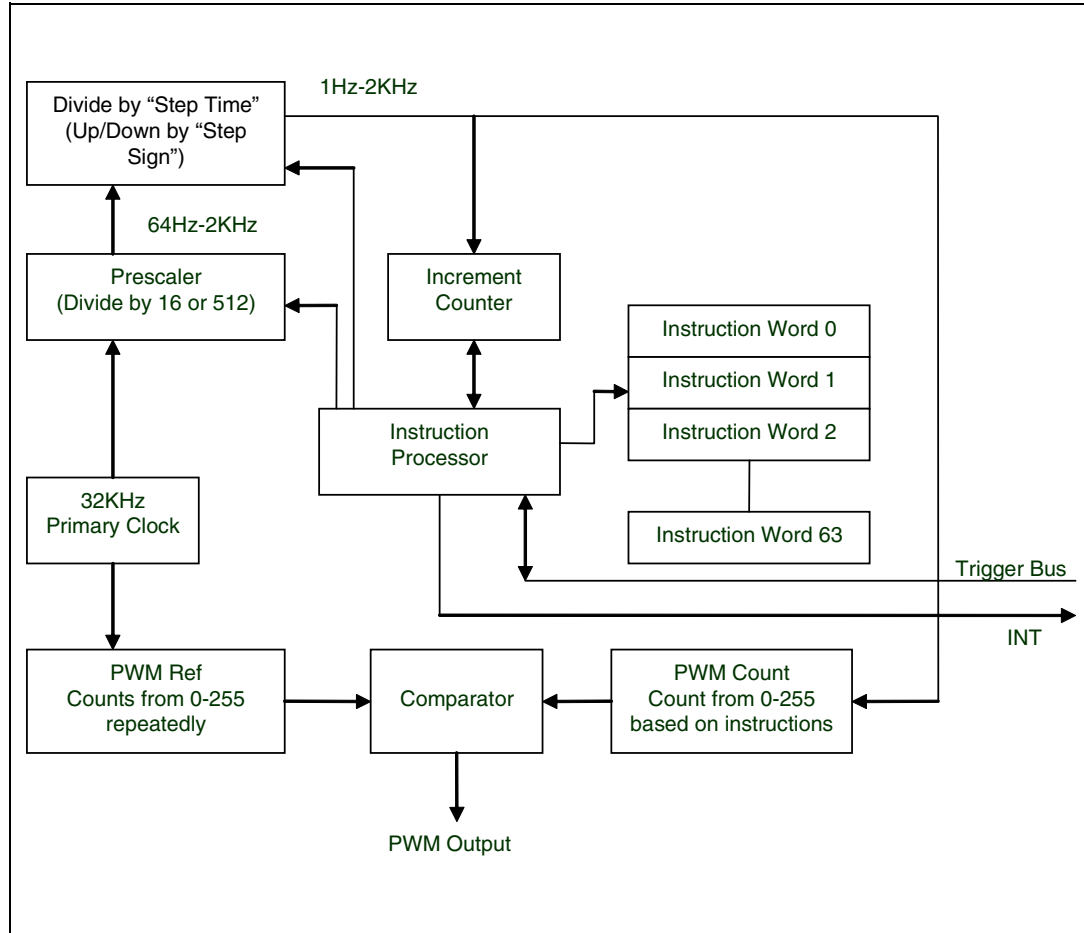 1Hz-2KHz
Divide by “Step Time”
(Up/Down by “Step
Sign”)
64Hz-2KHz
Prescaler
(Divide by 16 or 512)
Increment
Counter
Instruction Word 0
Instruction Word 1
Instruction Word 2
Instruction Word 63
Instruction
Processor
32KHz
Primary Clock
Trigger Bus
INT
PWM Ref
Counts from 0-255
repeatedly
Comparator
PWM Count
Count from 0-255
based on instructions
PWM Output